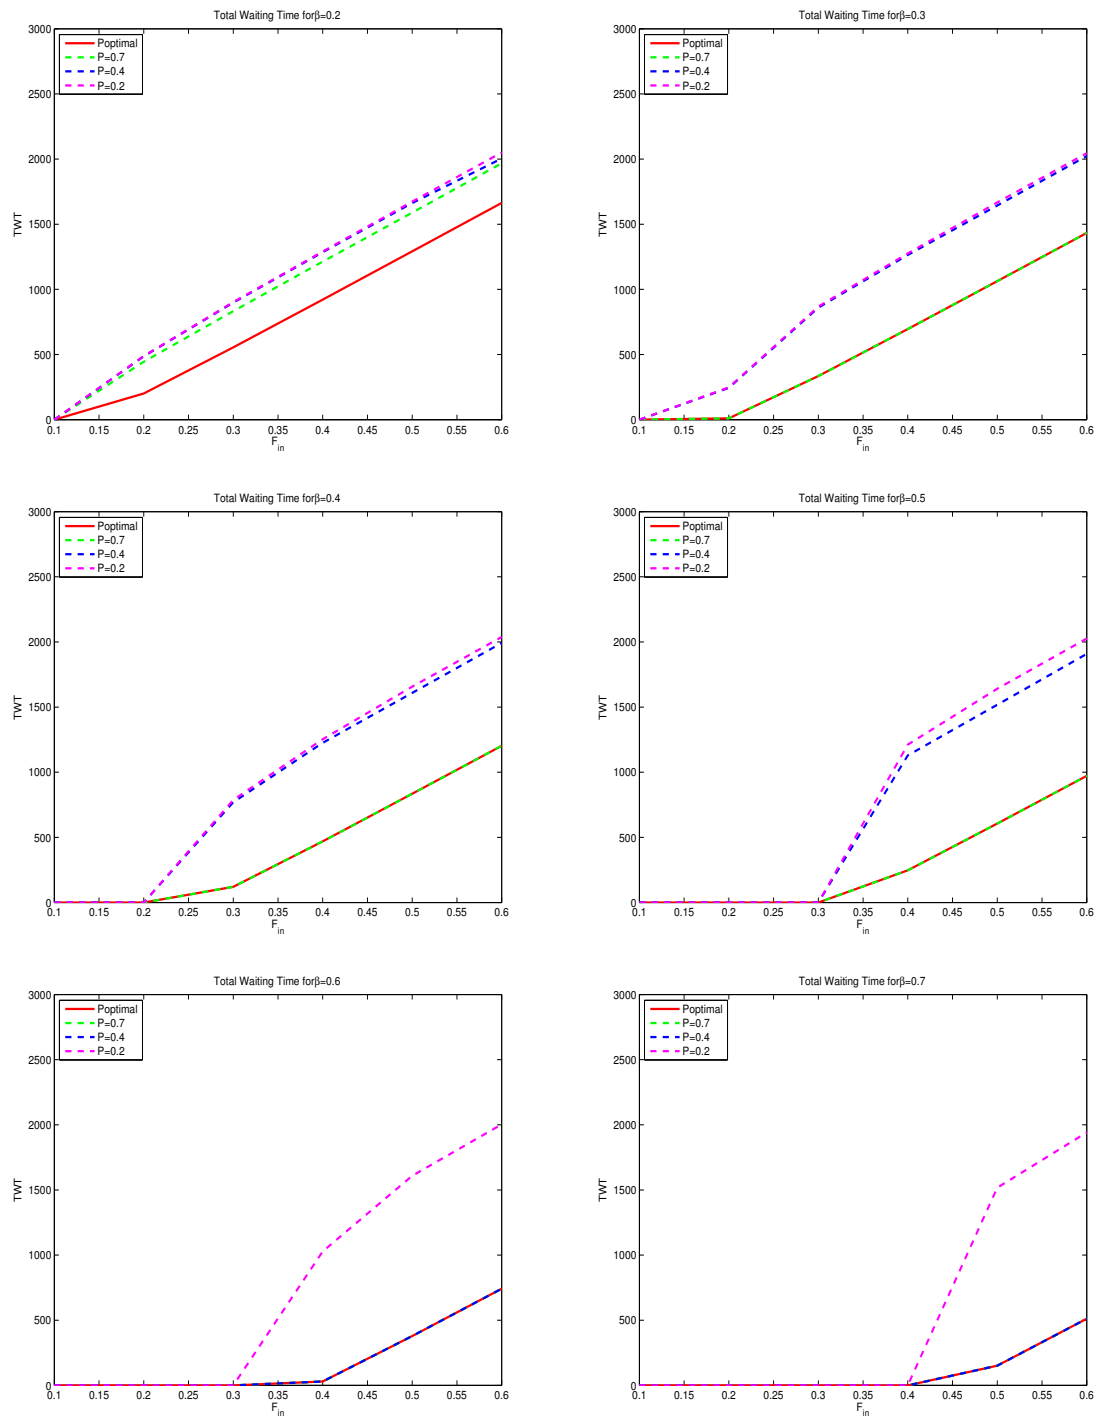 Total Waiting Time forβ=0.2
3000
2500
2000
1500
1000
500
0
TWT
Poptimal
P=0.7
P=0.4
P=0.2
0.1 0.15 0.2 0.25 0.3 0.35 0.4 0.45 0.5 0.55 0.6
F_in
Total Waiting Time forβ=0.3
3000
2500
2000
1500
1000
500
0
TWT
Poptimal
P=0.7
P=0.4
P=0.2
0.1 0.15 0.2 0.25 0.3 0.35 0.4 0.45 0.5 0.55 0.6
F_in
Total Waiting Time forβ=0.4
3000
2500
2000
1500
1000
500
0
TWT
Poptimal
P=0.7
P=0.4
P=0.2
0.1 0.15 0.2 0.25 0.3 0.35 0.4 0.45 0.5 0.55 0.6
F_in
Total Waiting Time forβ=0.5
3000
2500
2000
1500
1000
500
0
TWT
Poptimal
P=0.7
P=0.4
P=0.2
0.1 0.15 0.2 0.25 0.3 0.35 0.4 0.45 0.5 0.55 0.6
F_in
Total Waiting Time forβ=0.6
3000
2500
2000
1500
1000
500
0
TWT
Poptimal
P=0.7
P=0.4
P=0.2
0.1 0.15 0.2 0.25 0.3 0.35 0.4 0.45 0.5 0.55 0.6
F_in
Total Waiting Time forβ=0.7
3000
2500
2000
1500
1000
500
0
TWT
Poptimal
P=0.7
P=0.4
P=0.2
0.1 0.15 0.2 0.25 0.3 0.35 0.4 0.45 0.5 0.55 0.6
F_in